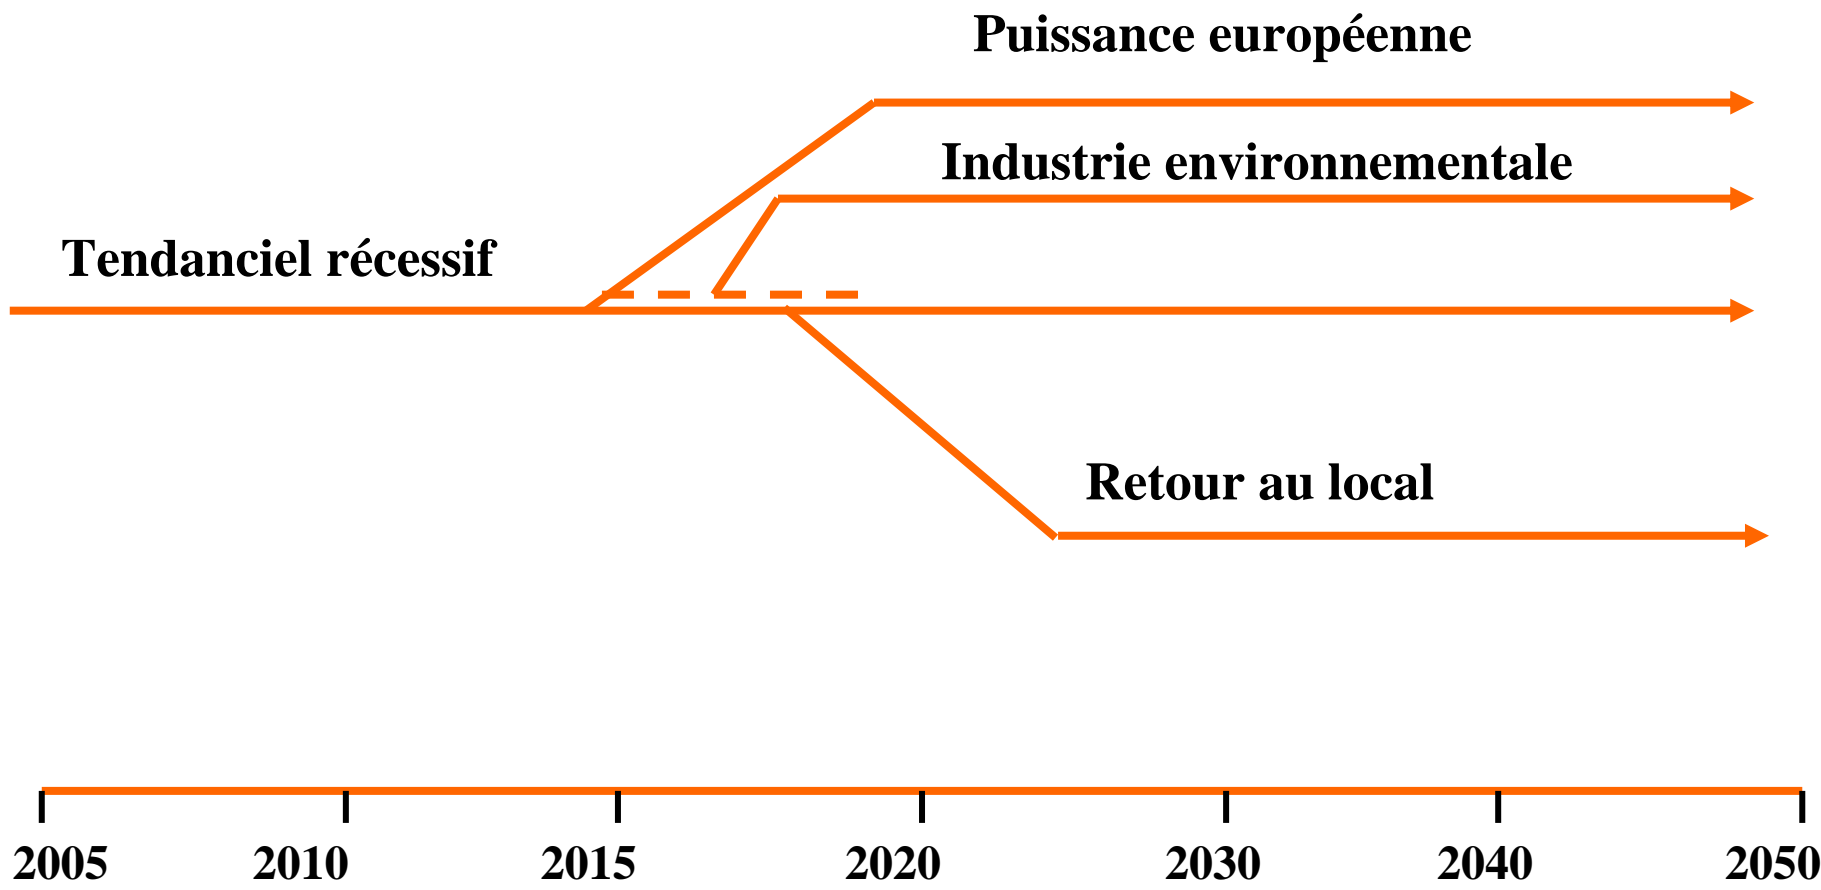 Puissance européenne
Industrie environnementale
Tendanciel récessif
Retour au local
2005 2010 2015 2020 2030 2040 2050